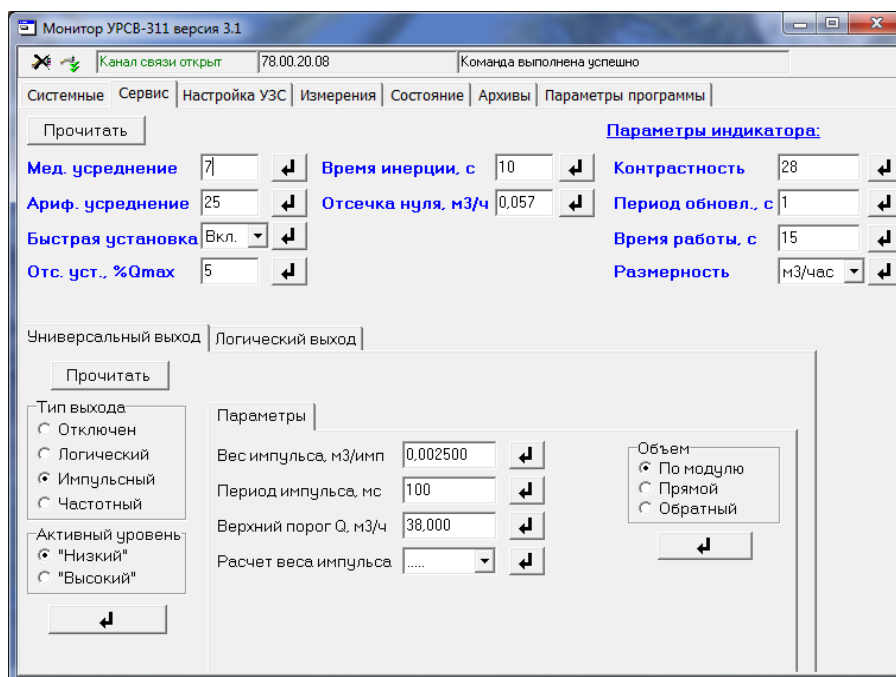 Монитор УРСВ-311 версия 3.1
Канал связи открыт 78.00.20.08 Команда выполнена успешно
Системные Сервис Настройка УЗС Измерения Состояние Архивы Параметры программы
Прочитать Параметры индикатора:
Мед. усреднение 7 Время инерции, с 10 Контрастность 28
Ариф. усреднение 25 Отсечка нуля, м3/ч 0,057 Период обновл., с 1
Быстрая установка Вкл. Время работы, с 15
Отс. уст., %Qmax 5 Размерность м3/час
Универсальный выход Логический выход
Прочитать
Тип выхода
Отключен
Логический
Импульсный
Частотный
Активный уровень
"Низкий"
"Высокий"
Параметры
Вес импульса, м3/имп 0,002500
Период импульса, мс 100
Верхний порог Q, м3/ч 38,000
Расчет веса импульса .....
Объем
По модулю
Прямой
Обратный